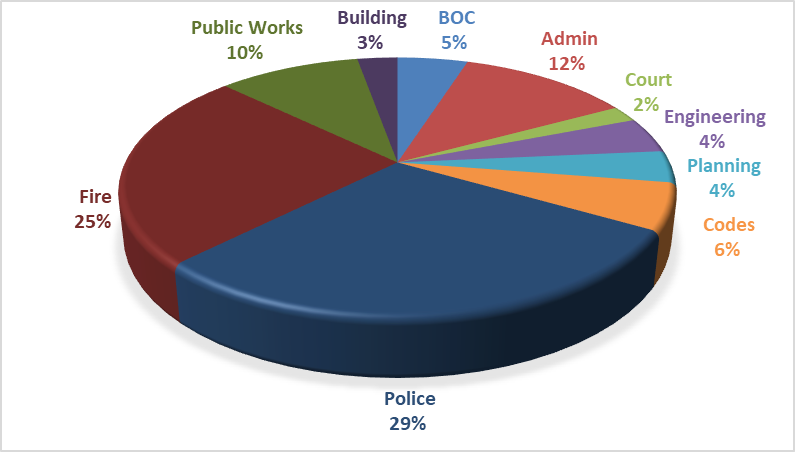 BOC
5%
Admin
12%
Court
2%
Engineering
4%
Planning
4%
Codes
6%
Police
29%
Fire
25%
Public Works
10%
Building
3%